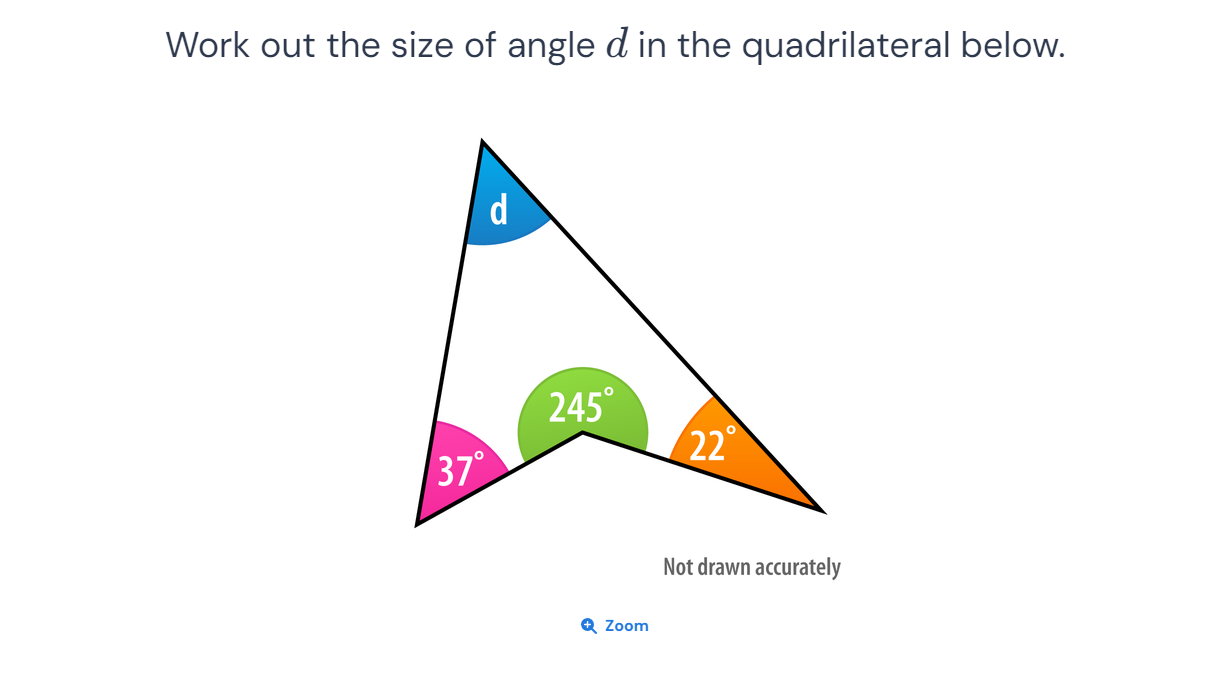 Work out the size of angle d in the quadrilateral below.
d
245°
22°
37°
Not drawn accurately
Zoom